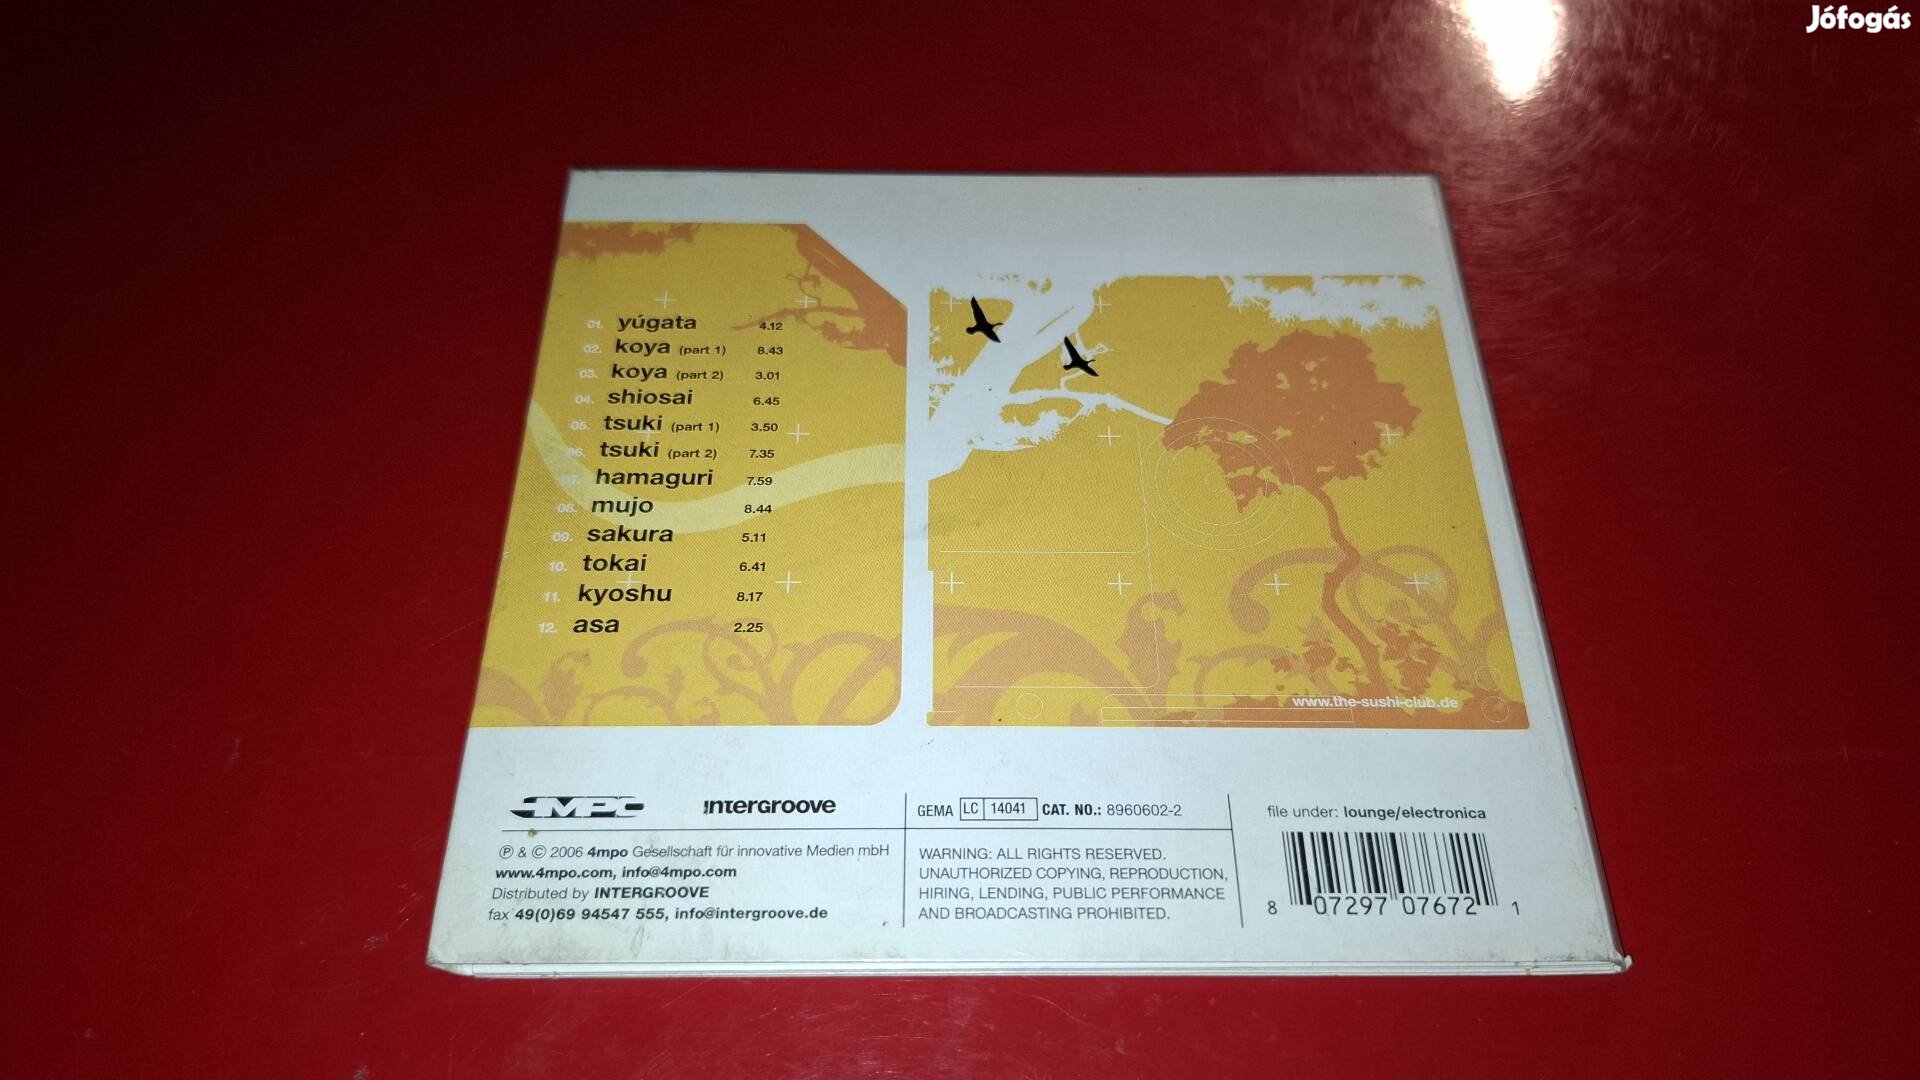 Jófogás
01. yúgata 4.12
02. koya (part 1) 8.43
03. koya (part 2) 3.01
04. shiosai 6.45
05. tsuki (part 1) 3.50
06. tsuki (part 2) 7.35
07. hamaguri 7.59
08. mujo 8.44
09. sakura 5.11
10. tokai 6.41
11. kyoshu 8.17
12. asa 2.25
www.the-sushi-club.de
4MPO
intergroove
℗ & © 2006 4mpo Gesellschaft für innovative Medien mbH
www.4mpo.com, info@4mpo.com
Distributed by INTERGROOVE
fax 49(0)69 94547 555, info@intergroove.de
GEMA LC 14041 CAT. NO.: 8960602-2
WARNING: ALL RIGHTS RESERVED.
UNAUTHORIZED COPYING, REPRODUCTION,
HIRING, LENDING, PUBLIC PERFORMANCE
AND BROADCASTING PROHIBITED.
file under: lounge/electronica
8 07297 07672 1